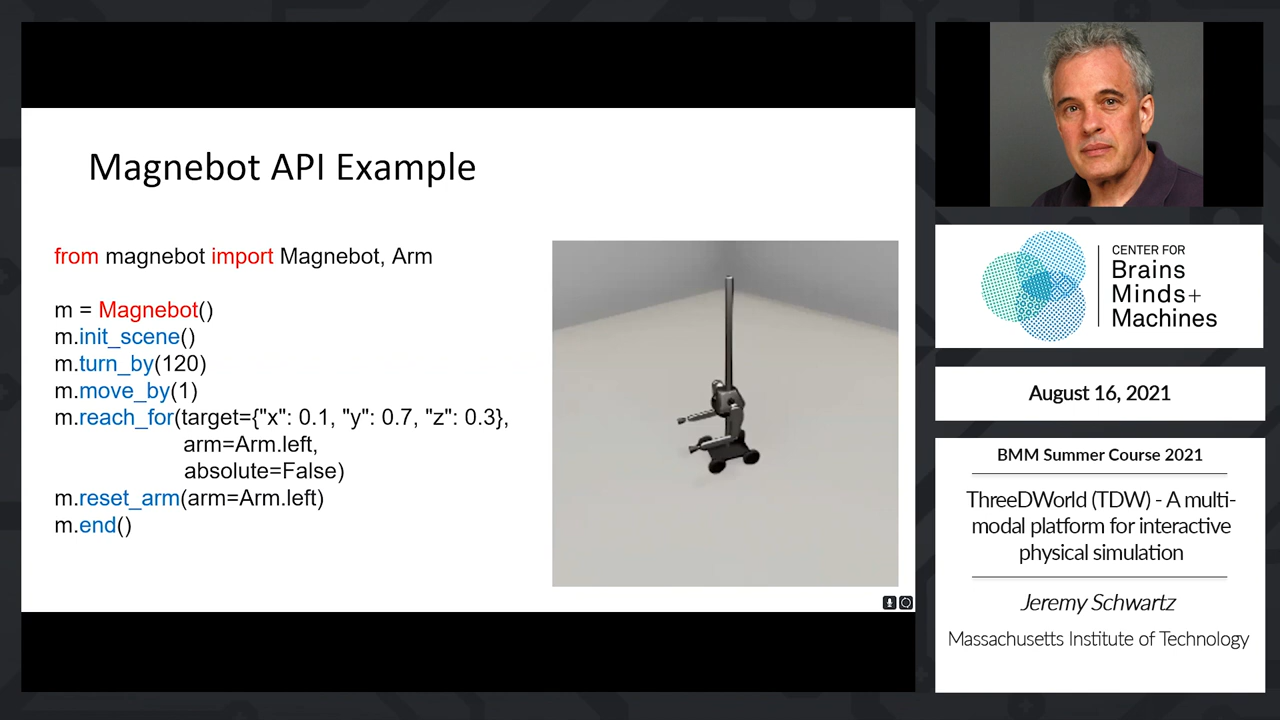 Magnebot API Example
from magnebot import Magnebot, Arm
m = Magnebot()
m.init_scene()
m.turn_by(120)
m.move_by(1)
m.reach_for(target={"x": 0.1, "y": 0.7, "z": 0.3},
arm=Arm.left,
absolute=False)
m.reset_arm(arm=Arm.left)
m.end()
CENTER FOR
Brains
Minds+
Machines
August 16, 2021
BMM Summer Course 2021
ThreeDWorld (TDW) - A multi-
modal platform for interactive
physical simulation
Jeremy Schwartz
Massachusetts Institute of Technology